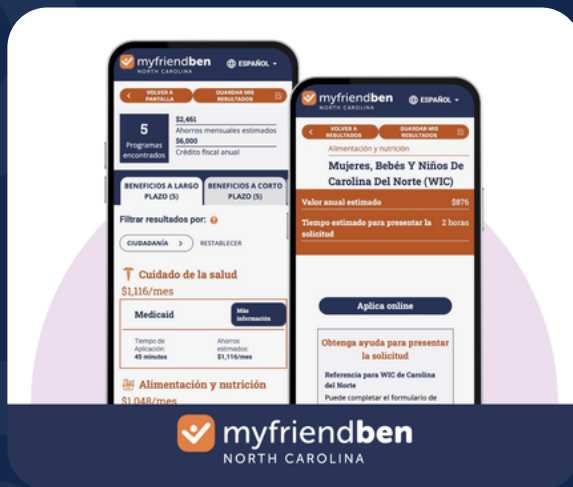 myfriendben
NORTH CAROLINA
ESPAÑOL
VOLVER A
PANTALLA
GUARDAR MIS
RESULTADOS
5
Programas
encontrados
$2,461
Ahorros mensuales estimados
$6,000
Crédito fiscal anual
BENEFICIOS A LARGO
PLAZO (5)
BENEFICIOS A CORTO
PLAZO (5)
Filtrar resultados por:
CIUDADANÍA >
RESTABLECER
Cuidado de la salud
$1,116/mes
Medicaid
Más
información
Tiempo de
Aplicación:
45 minutos
Ahorros
estimados:
$1,116/mes
Alimentación y nutrición
$1,048/mes
myfriendben
NORTH CAROLINA
ESPAÑOL
VOLVER A
RESULTADOS
GUARDAR MIS
RESULTADOS
Alimentación y nutrición
Mujeres, Bebés Y Niños De
Carolina Del Norte (WIC)
Valor anual estimado $876
Tiempo estimado para presentar la 2 horas
solicitud
Aplica online
Obtenga ayuda para presentar
la solicitud
Referencia para WIC de Carolina
del Norte
Puede completar el formulario de
myfriendben
NORTH CAROLINA